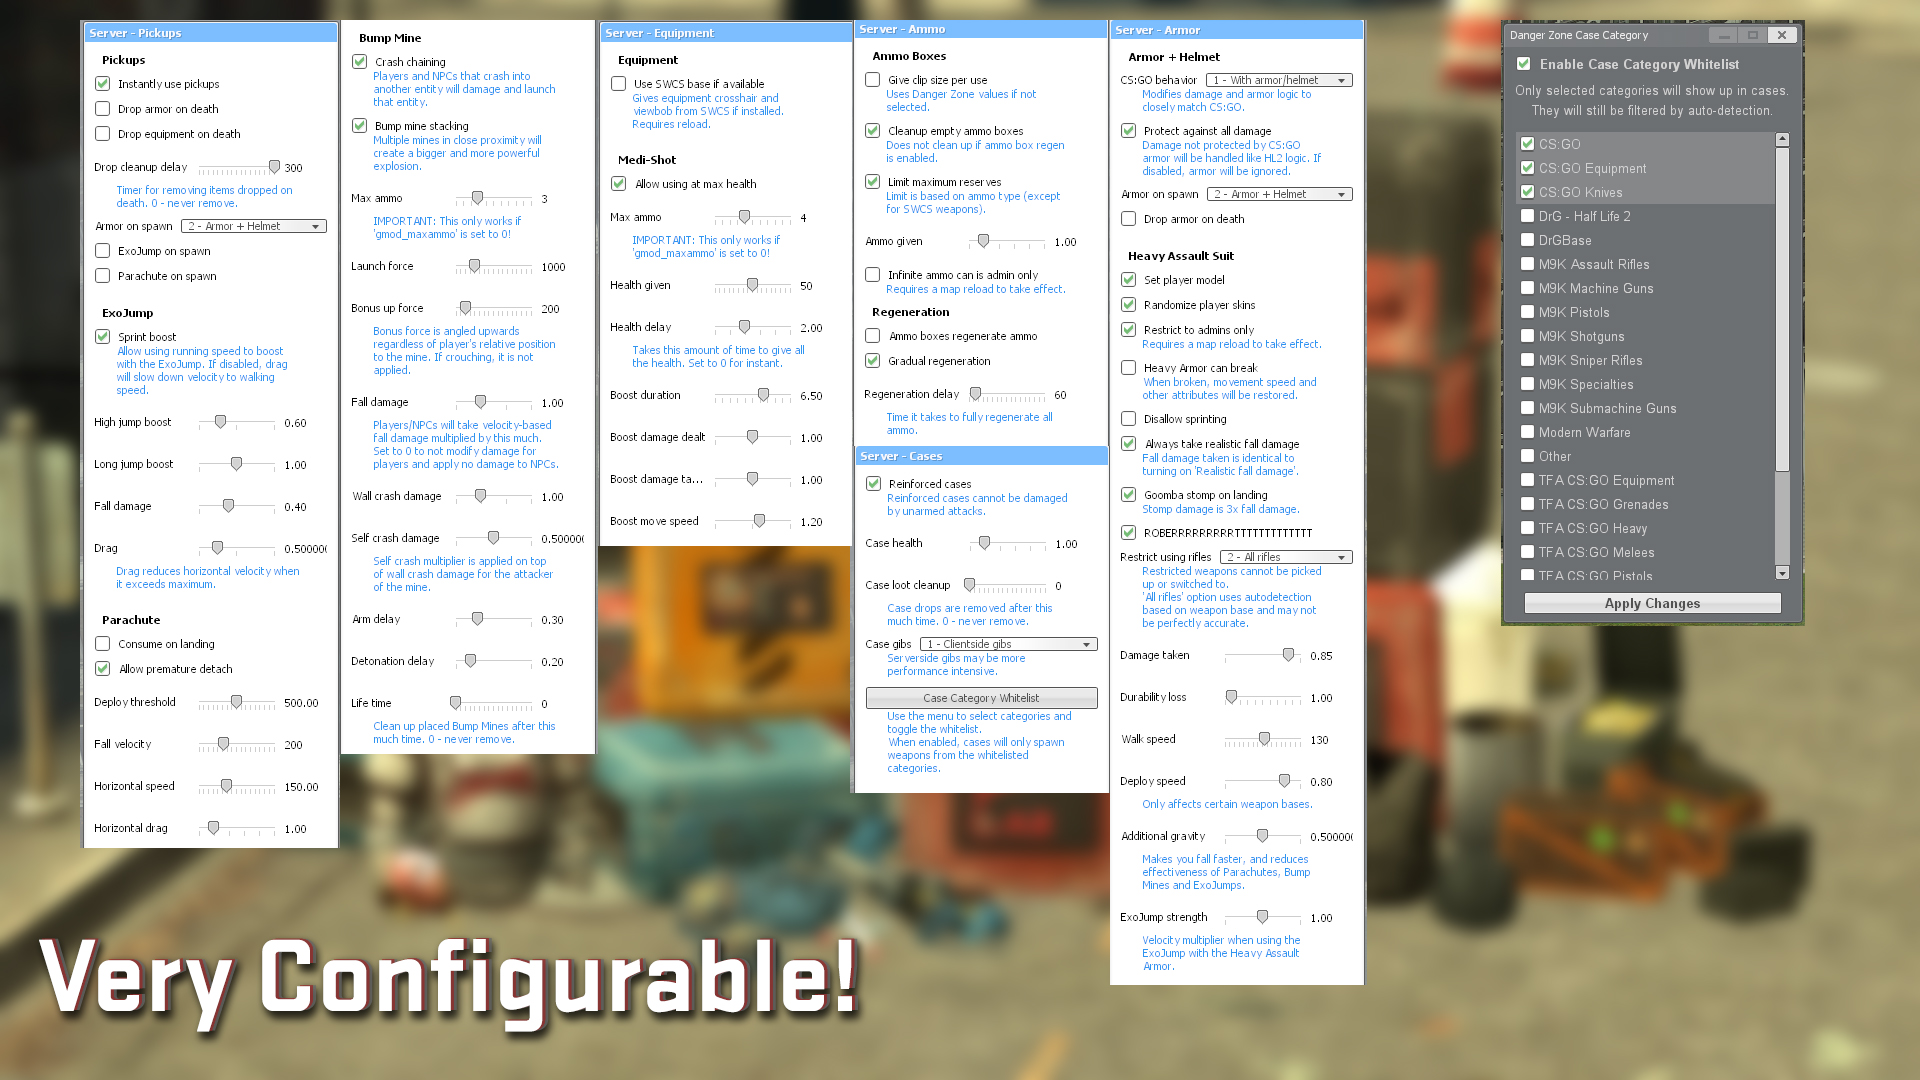 Server - Pickups
Pickups
Instantly use pickups
Drop armor on death
Drop equipment on death
Drop cleanup delay 300
Timer for removing items dropped on
death. 0 - never remove.
Armor on spawn 2 - Armor + Helmet
ExoJump on spawn
Parachute on spawn
ExoJump
Sprint boost
Allow using running speed to boost
with the ExoJump. If disabled, drag
will slow down velocity to walking
speed.
High jump boost 0.60
Long jump boost 1.00
Fall damage 0.40
Drag 0.50000
Drag reduces horizontal velocity when
it exceeds maximum.
Parachute
Consume on landing
Allow premature detach
Deploy threshold 500.00
Fall velocity 200
Horizontal speed 150.00
Horizontal drag 1.00
Bump Mine
Crash chaining
Players and NPCs that crash into
another entity will damage and launch
that entity.
Bump mine stacking
Multiple mines in close proximity will
create a bigger and more powerful
explosion.
Max ammo 3
IMPORTANT: This only works if
'gmod_maxammo' is set to 0!
Launch force 1000
Bonus up force 200
Bonus force is angled upwards
regardless of player's relative position
to the mine. If crouching, it is not
applied.
Fall damage 1.00
Players/NPCs will take velocity-based
fall damage multiplied by this much.
Set to 0 to not modify damage for
players and apply no damage to NPCs.
Wall crash damage 1.00
Self crash damage 0.50000
Self crush multiplier is applied on top
of wall crash damage for the attacker
of the mine.
Arm delay 0.30
Detonation delay 0.20
Life time 0
Clean up placed Bump Mines after this
much time. 0 - never remove.
Server - Equipment
Equipment
Use SWCS base if available
Gives equipment crosshair and
viewbob from SWCS if installed.
Requires reload.
Medi-Shot
Allow using at max health
Max ammo 4
IMPORTANT: This only works if
'gmod_maxammo' is set to 0!
Health given 50
Health delay 2.00
Takes this amount of time to give all
the health. Set to 0 for instant.
Boost duration 6.50
Boost damage dealt 1.00
Boost damage ta... 1.00
Boost move speed 1.20
Server - Ammo
Ammo Boxes
Give clip size per use
Uses Danger Zone values if not
selected.
Cleanup empty ammo boxes
Does not clean up if ammo box regen
is enabled.
Limit maximum reserves
Limit is based on ammo type (except
for SWCS weapons).
Ammo given 1.00
Infinite ammo can is admin only
Requires a map reload to take effect.
Regeneration
Ammo boxes regenerate ammo
Gradual regeneration
Regeneration delay 60
Time it takes to fully regenerate all
ammo.
Server - Cases
Reinforced cases
Reinforced cases cannot be damaged
by unarmed attacks.
Case health 1.00
Case loot cleanup 0
Case drops are removed after this
much time. 0 - never remove.
Case gibs 1 - Clientside gibs
Serverside gibs may be more
performance intensive.
Case Category Whitelist
Use the menu to select categories and
toggle the whitelist.
When enabled, cases will only spawn
weapons from the whitelisted
categories.
Server - Armor
Armor + Helmet
CS:GO behavior 1 - With armor/helmet
Modifies damage and armor logic to
closely match CS:GO.
Protect against all damage
Damage not protected by CS:GO
armor will be handled like HL2 logic. If
disabled, armor will be ignored.
Armor on spawn 2 - Armor + Helmet
Drop armor on death
Heavy Assault Suit
Set player model
Randomize player skins
Restrict to admins only
Requires a map reload to take effect.
Heavy Armor can break
When broken, movement speed and
other attributes will be restored.
Disallow sprinting
Always take realistic fall damage
Fall damage taken is identical to
turning on 'Realistic fall damage'.
Goomba stomp on landing
Stomp damage is 3x fall damage.
ROBERRRRRRRRRTTTTTTTTTTTTT
Restrict using rifles 2 - All rifles
Restricted weapons cannot be picked
up or switched to.
'All rifles' option uses autodetection
based on weapon base and may not
be perfectly accurate.
Damage taken 0.85
Durability loss 1.00
Walk speed 130
Deploy speed 0.80
Only affects certain weapon bases.
Additional gravity 0.50000
Makes you fall faster, and reduces
effectiveness of Parachutes, Bump
Mines and ExoJumps.
ExoJump strength 1.00
Velocity multiplier when using the
ExoJump with the Heavy Assault
Armor.
Danger Zone Case Category
Enable Case Category Whitelist
Only selected categories will show up in cases.
They will still be filtered by auto-detection.
CS:GO
CS:GO Equipment
CS:GO Knives
DrG - Half Life 2
DrGBase
M9K Assault Rifles
M9K Machine Guns
M9K Pistols
M9K Shotguns
M9K Sniper Rifles
M9K Specialties
M9K Submachine Guns
Modern Warfare
Other
TFA CS:GO Equipment
TFA CS:GO Grenades
TFA CS:GO Heavy
TFA CS:GO Melees
TFA CS:GO Pistols
Apply Changes
Very Configurable!